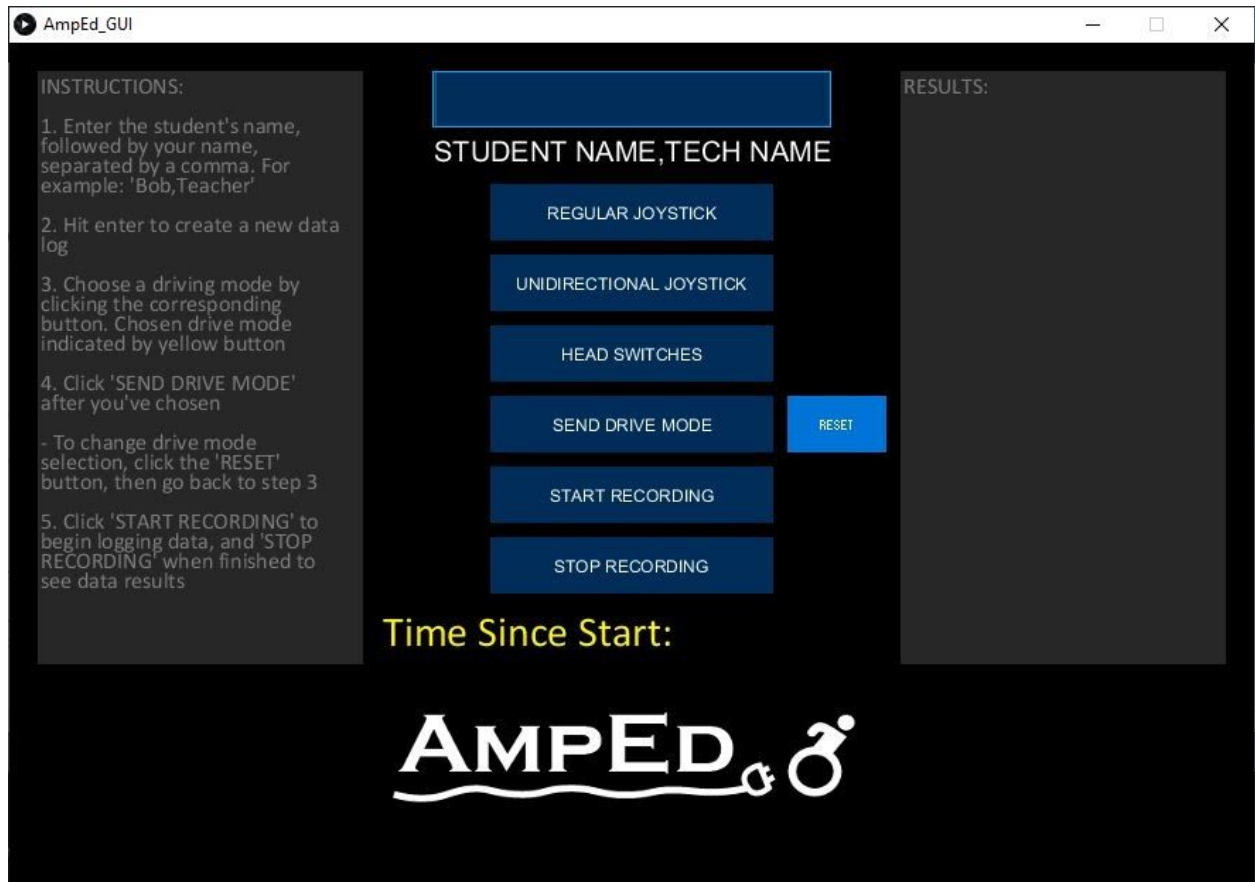 AmpEd_GUI
INSTRUCTIONS:
1. Enter the student's name,
followed by your name,
separated by a comma. For
example: 'Bob,Teacher'
2. Hit enter to create a new data
log
3. Choose a driving mode by
clicking the corresponding
button. Chosen drive mode
indicated by yellow button
4. Click 'SEND DRIVE MODE'
after you've chosen
- To change drive mode
selection, click the 'RESET'
button, then go back to step 3
5. Click 'START RECORDING' to
begin logging data, and 'STOP
RECORDING' when finished to
see data results
STUDENT NAME,TECH NAME
REGULAR JOYSTICK
UNIDIRECTIONAL JOYSTICK
HEAD SWITCHES
SEND DRIVE MODE
RESET
START RECORDING
STOP RECORDING
Time Since Start:
RESULTS:
AMPED